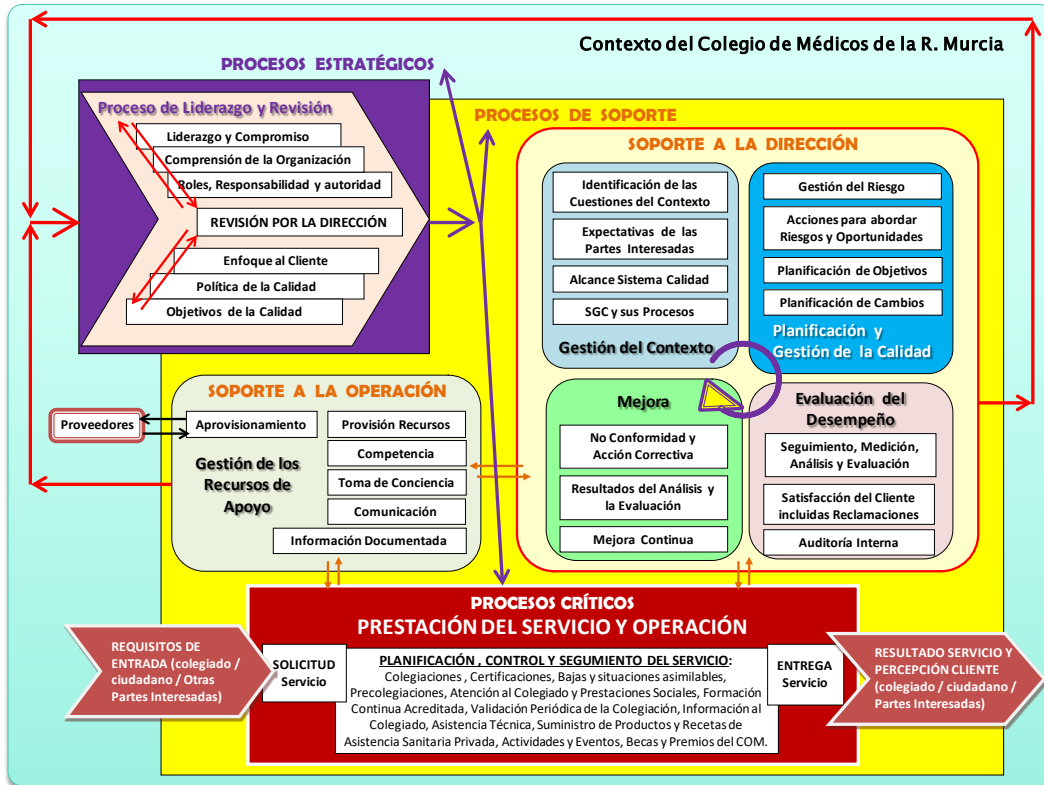 Contexto del Colegio de Médicos de la R. Murcia
PROCESOS ESTRATÉGICOS
Proceso de Liderazgo y Revisión
Liderazgo y Compromiso
Comprensión de la Organización
Roles, Responsabilidad y autoridad
REVISIÓN POR LA DIRECCIÓN
Enfoque al Cliente
Política de la Calidad
Objetivos de la Calidad
PROCESOS DE SOPORTE
SOPORTE A LA DIRECCIÓN
Identificación de las
Cuestiones del Contexto
Expectativas de las
Partes Interesadas
Alcance Sistema Calidad
SGC y sus Procesos
Gestión del Contexto
Gestión del Riesgo
Acciones para abordar
Riesgos y Oportunidades
Planificación de Objetivos
Planificación de Cambios
Planificación y
Gestión de la Calidad
SOPORTE A LA OPERACIÓN
Proveedores
Aprovisionamiento
Gestión de los
Recursos de
Apoyo
Provisión Recursos
Competencia
Toma de Conciencia
Comunicación
Información Documentada
Mejora
No Conformidad y
Acción Correctiva
Resultados del Análisis y
la Evaluación
Mejora Continua
Evaluación del
Desempeño
Seguimiento, Medición,
Análisis y Evaluación
Satisfacción del Cliente
incluidas Reclamaciones
Auditoría Interna
PROCESOS CRÍTICOS
PRESTACIÓN DEL SERVICIO Y OPERACIÓN
REQUISITOS DE
ENTRADA (colegiado /
ciudadano / Otras
Partes Interesadas)
SOLICITUD
Servicio
PLANIFICACIÓN , CONTROL Y SEGUMIENTO DEL SERVICIO:
Colegiaciones , Certificaciones, Bajas y situaciones asimilables,
Precolegiaciones, Atención al Colegiado y Prestaciones Sociales, Formación
Continua Acreditada, Validación Periódica de la Colegiación, Información al
Colegiado, Asistencia Técnica, Suministro de Productos y Recetas de
Asistencia Sanitaria Privada, Actividades y Eventos, Becas y Premios del COM.
ENTREGA
Servicio
RESULTADO SERVICIO Y
PERCEPCIÓN CLIENTE
(colegiado / ciudadano /
Partes Interesadas)